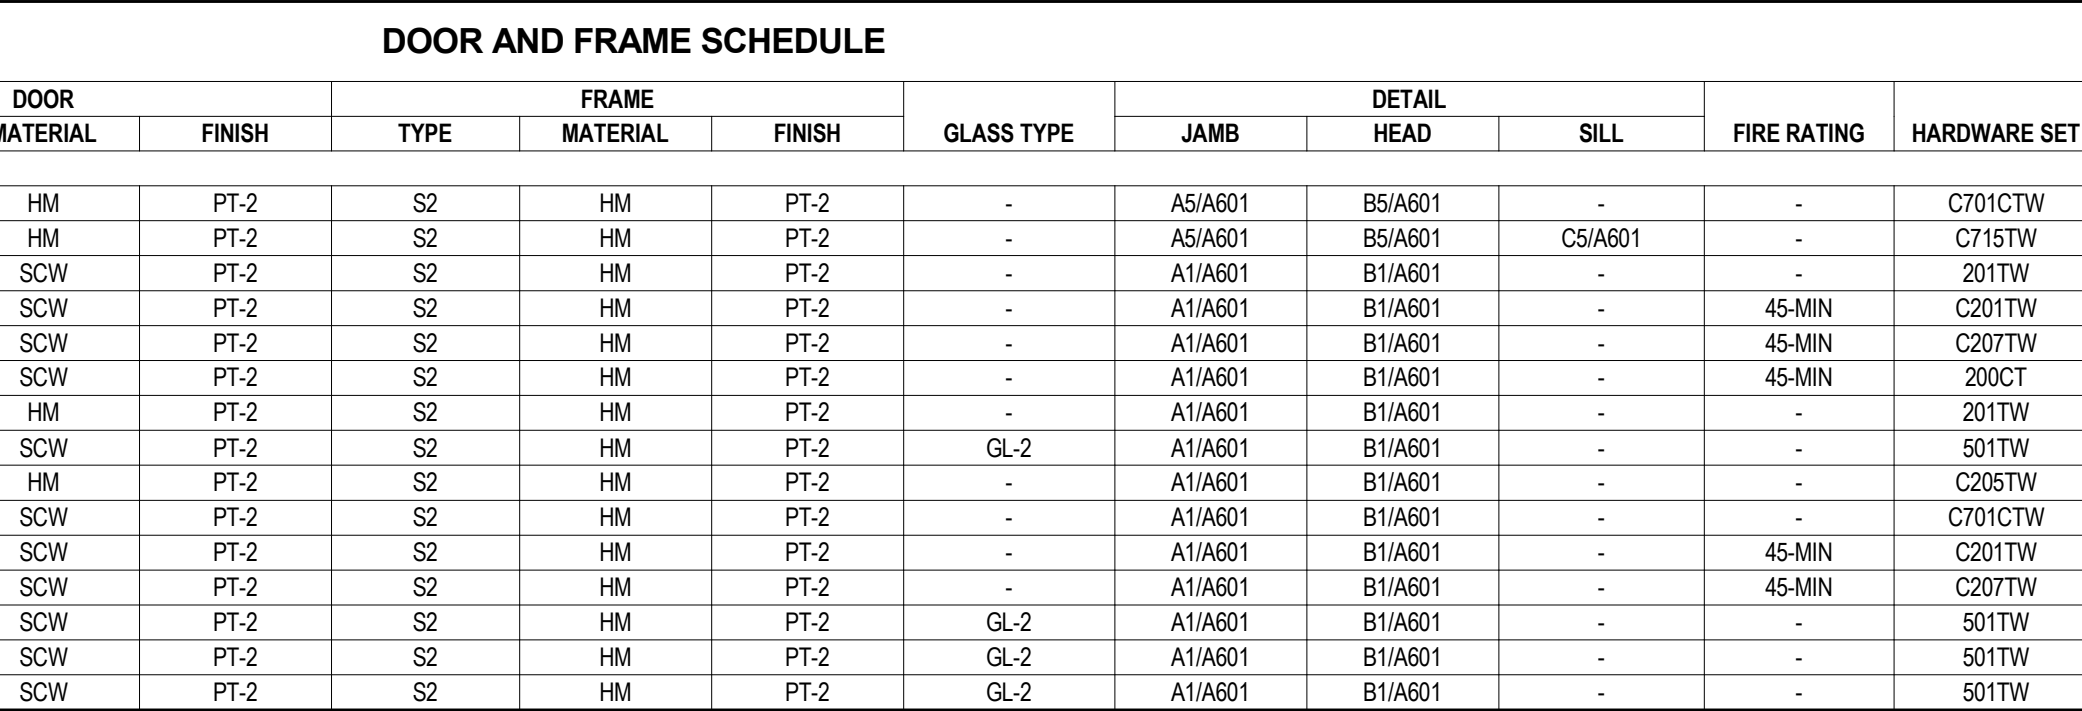 DOOR AND FRAME SCHEDULE
DOOR FRAME DETAIL
MATERIAL FINISH TYPE MATERIAL FINISH GLASS TYPE JAMB HEAD SILL FIRE RATING HARDWARE SET
HM PT-2 S2 HM PT-2 - A5/A601 B5/A601 - - C701CTW
HM PT-2 S2 HM PT-2 - A5/A601 B5/A601 C5/A601 - C715TW
SCW PT-2 S2 HM PT-2 - A1/A601 B1/A601 - - 201TW
SCW PT-2 S2 HM PT-2 - A1/A601 B1/A601 - 45-MIN C201TW
SCW PT-2 S2 HM PT-2 - A1/A601 B1/A601 - 45-MIN C207TW
SCW PT-2 S2 HM PT-2 - A1/A601 B1/A601 - 45-MIN 200CT
HM PT-2 S2 HM PT-2 - A1/A601 B1/A601 - - 201TW
SCW PT-2 S2 HM PT-2 GL-2 A1/A601 B1/A601 - - 501TW
HM PT-2 S2 HM PT-2 - A1/A601 B1/A601 - - C205TW
SCW PT-2 S2 HM PT-2 - A1/A601 B1/A601 - - C701CTW
SCW PT-2 S2 HM PT-2 - A1/A601 B1/A601 - 45-MIN C201TW
SCW PT-2 S2 HM PT-2 - A1/A601 B1/A601 - 45-MIN C207TW
SCW PT-2 S2 HM PT-2 GL-2 A1/A601 B1/A601 - - 501TW
SCW PT-2 S2 HM PT-2 GL-2 A1/A601 B1/A601 - - 501TW
SCW PT-2 S2 HM PT-2 GL-2 A1/A601 B1/A601 - - 501TW